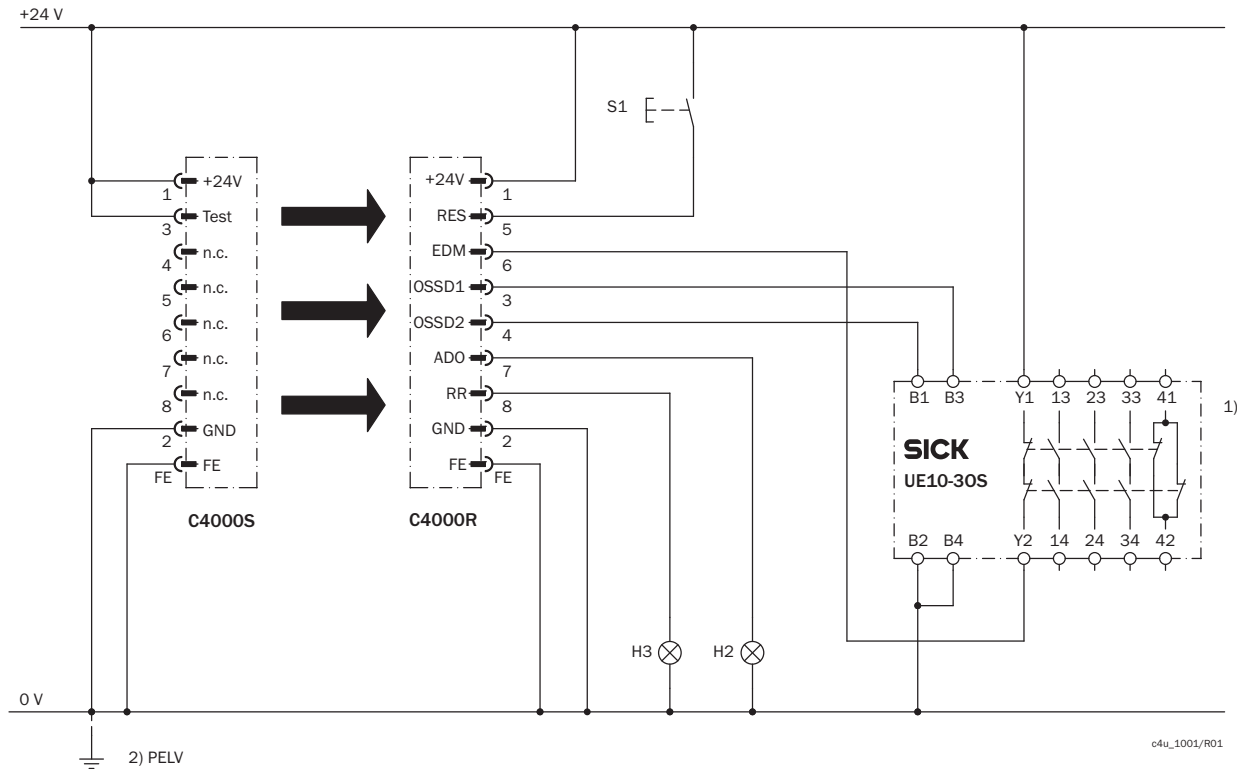 +24 V
S1
+24V
1
Test
3
n.c.
4
n.c.
5
n.c.
6
n.c.
7
n.c.
8
GND
2
FE
FE
C4000S
+24V
1
RES
5
EDM
6
OSSD1
3
OSSD2
4
ADO
7
RR
8
GND
2
FE
FE
C4000R
B1 B3 Y1 13 23 33 41
1)
SICK
UE10-30S
B2 B4 Y2 14 24 34 42
H3 H2
0 V
2) PELV
c4u_1001/R01